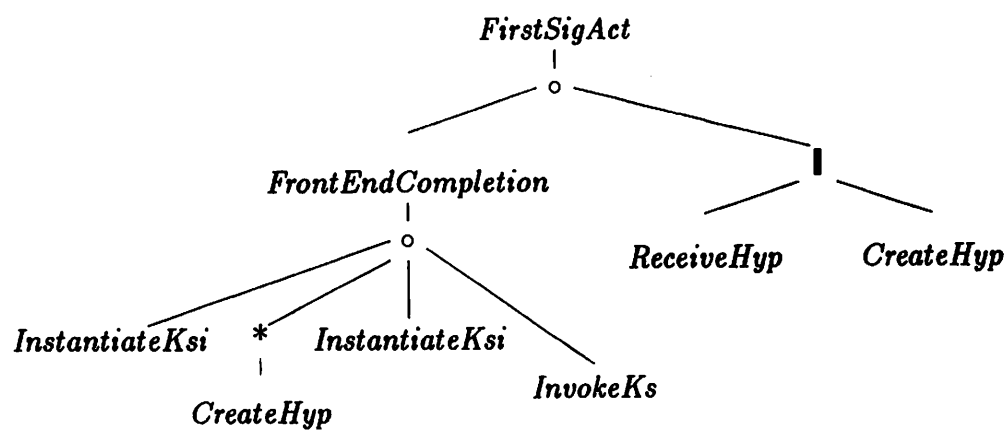 FirstSigAct
o
FrontEndCompletion
ReceiveHyp CreateHyp
o
InstantiateKsi * InstantiateKsi
InvokeKs
CreateHyp